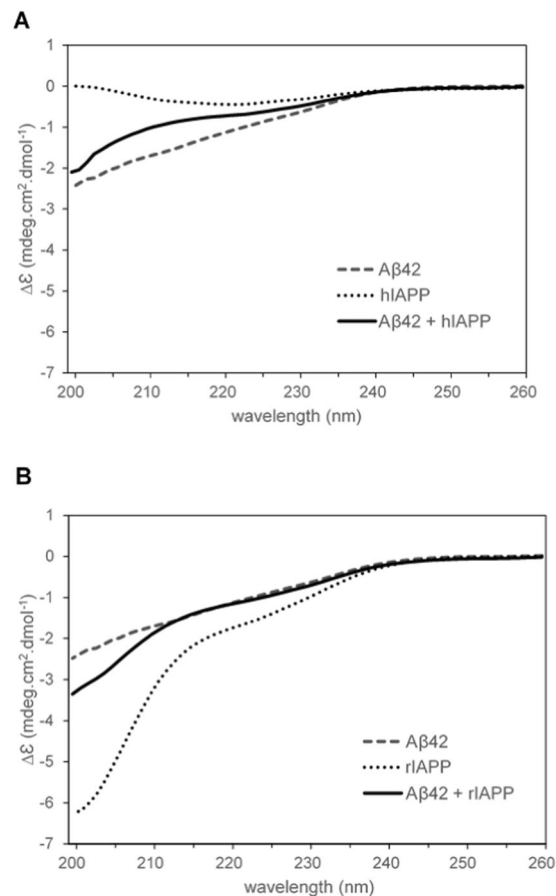 A
1
0
-1
-2
-3
-4
-5
-6
-7
Δε (mdeg.cm².dmol⁻¹)
Aβ42
hIAPP
Aβ42 + hIAPP
200 210 220 230 240 250 260
wavelength (nm)
B
1
0
-1
-2
-3
-4
-5
-6
-7
Δε (mdeg.cm².dmol⁻¹)
Aβ42
rIAPP
Aβ42 + rIAPP
200 210 220 230 240 250 260
wavelength (nm)